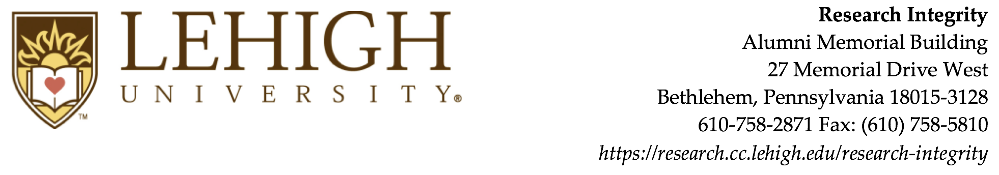 LEHIGH
UNIVERSITY®
TM
Research Integrity
Alumni Memorial Building
27 Memorial Drive West
Bethlehem, Pennsylvania 18015-3128
610-758-2871 Fax: (610) 758-5810
https://research.cc.lehigh.edu/research-integrity